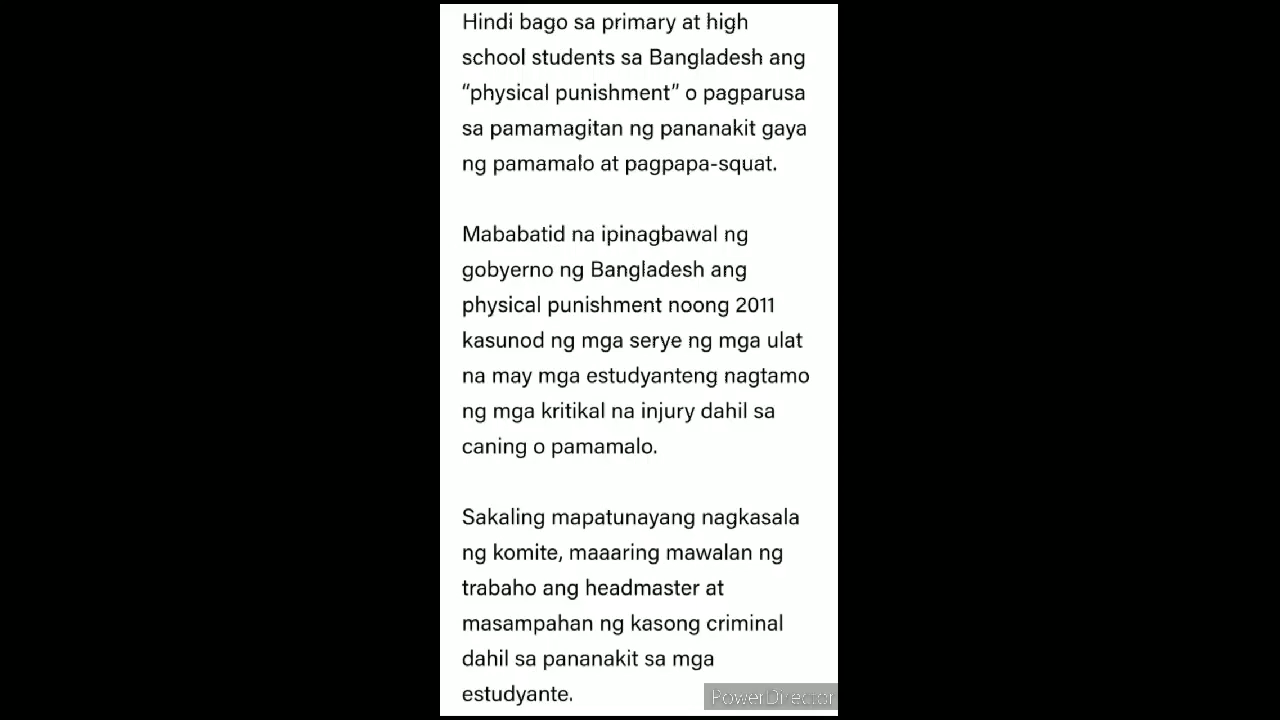 Hindi bago sa primary at high
school students sa Bangladesh ang
“physical punishment” o pagparusa
sa pamamagitan ng pananakit gaya
ng pamamalo at pagpapa-squat.
Mababatid na ipinagbawal ng
gobyerno ng Bangladesh ang
physical punishment noong 2011
kasunod ng mga serye ng mga ulat
na may mga estudyanteng nagtamo
ng mga kritikal na injury dahil sa
caning o pamamalo.
Sakaling mapatunayang nagkasala
ng komite, maaaring mawalan ng
trabaho ang headmaster at
masampahan ng kasong criminal
dahil sa pananakit sa mga
estudyante.
PowerDirector